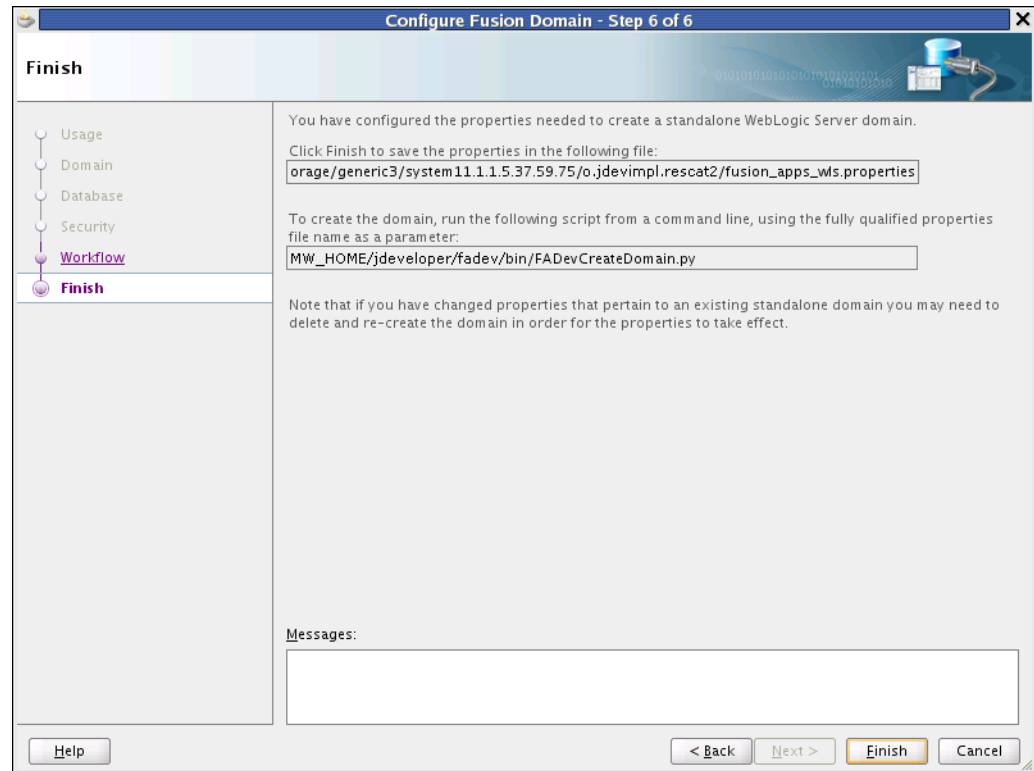 Configure Fusion Domain - Step 6 of 6
Finish
Usage
Domain
Database
Security
Workflow
Finish
You have configured the properties needed to create a standalone WebLogic Server domain.
Click Finish to save the properties in the following file:
orage/generic3/system11.1.1.5.37.59.75/o.jdevimpl.rescat2/fusion_apps_wls.properties
To create the domain, run the following script from a command line, using the fully qualified properties
file name as a parameter:
MW_HOME/jdeveloper/fadev/bin/FADevCreateDomain.py
Note that if you have changed properties that pertain to an existing standalone domain you may need to
delete and re-create the domain in order for the properties to take effect.
Messages:
Help
< Back
Next >
Finish
Cancel